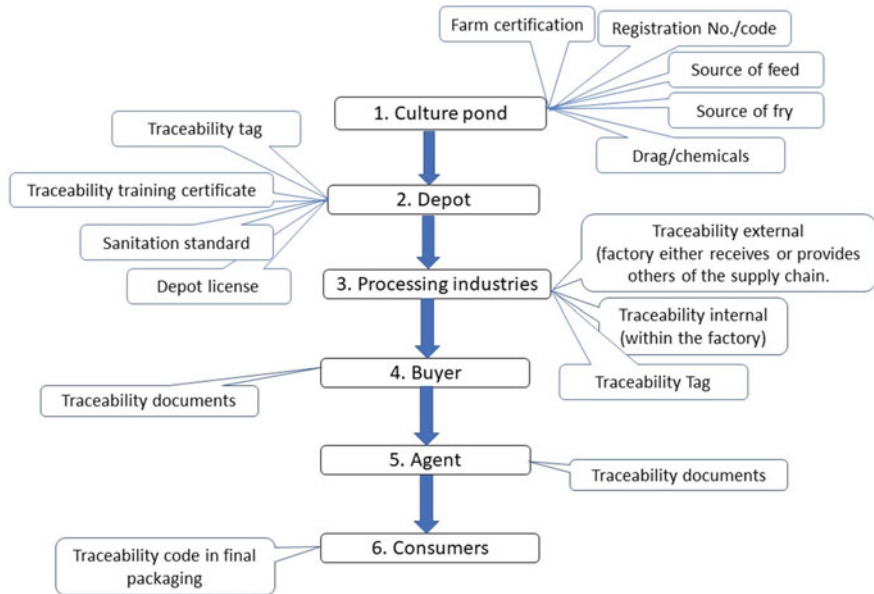 Farm certification
Registration No./code
Source of feed
Source of fry
Drag/chemicals
1. Culture pond
Traceability tag
Traceability training certificate
Sanitation standard
Depot license
2. Depot
Traceability external
(factory either receives or provides
others of the supply chain.
Traceability internal
(within the factory)
Traceability Tag
3. Processing industries
4. Buyer
Traceability documents
5. Agent
Traceability documents
6. Consumers
Traceability code in final
packaging